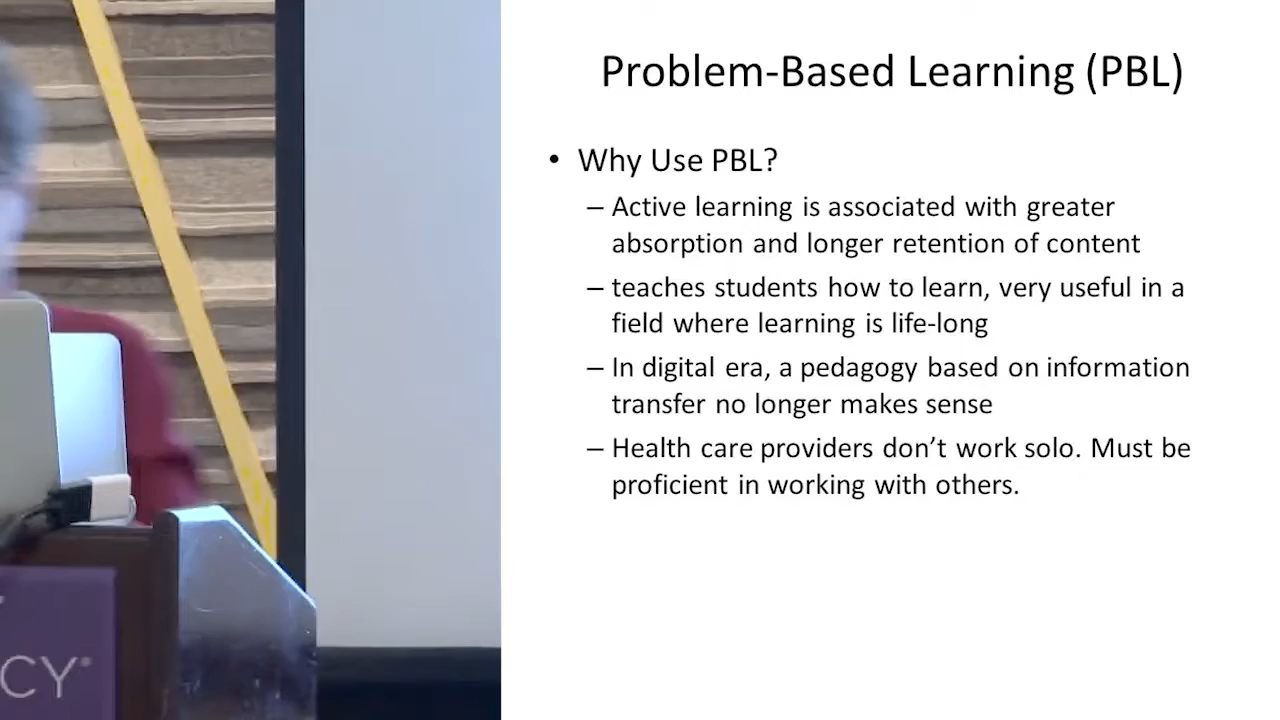 Problem-Based Learning (PBL)
• Why Use PBL?
– Active learning is associated with greater
absorption and longer retention of content
– teaches students how to learn, very useful in a
field where learning is life-long
– In digital era, a pedagogy based on information
transfer no longer makes sense
– Health care providers don’t work solo. Must be
proficient in working with others.
CY®